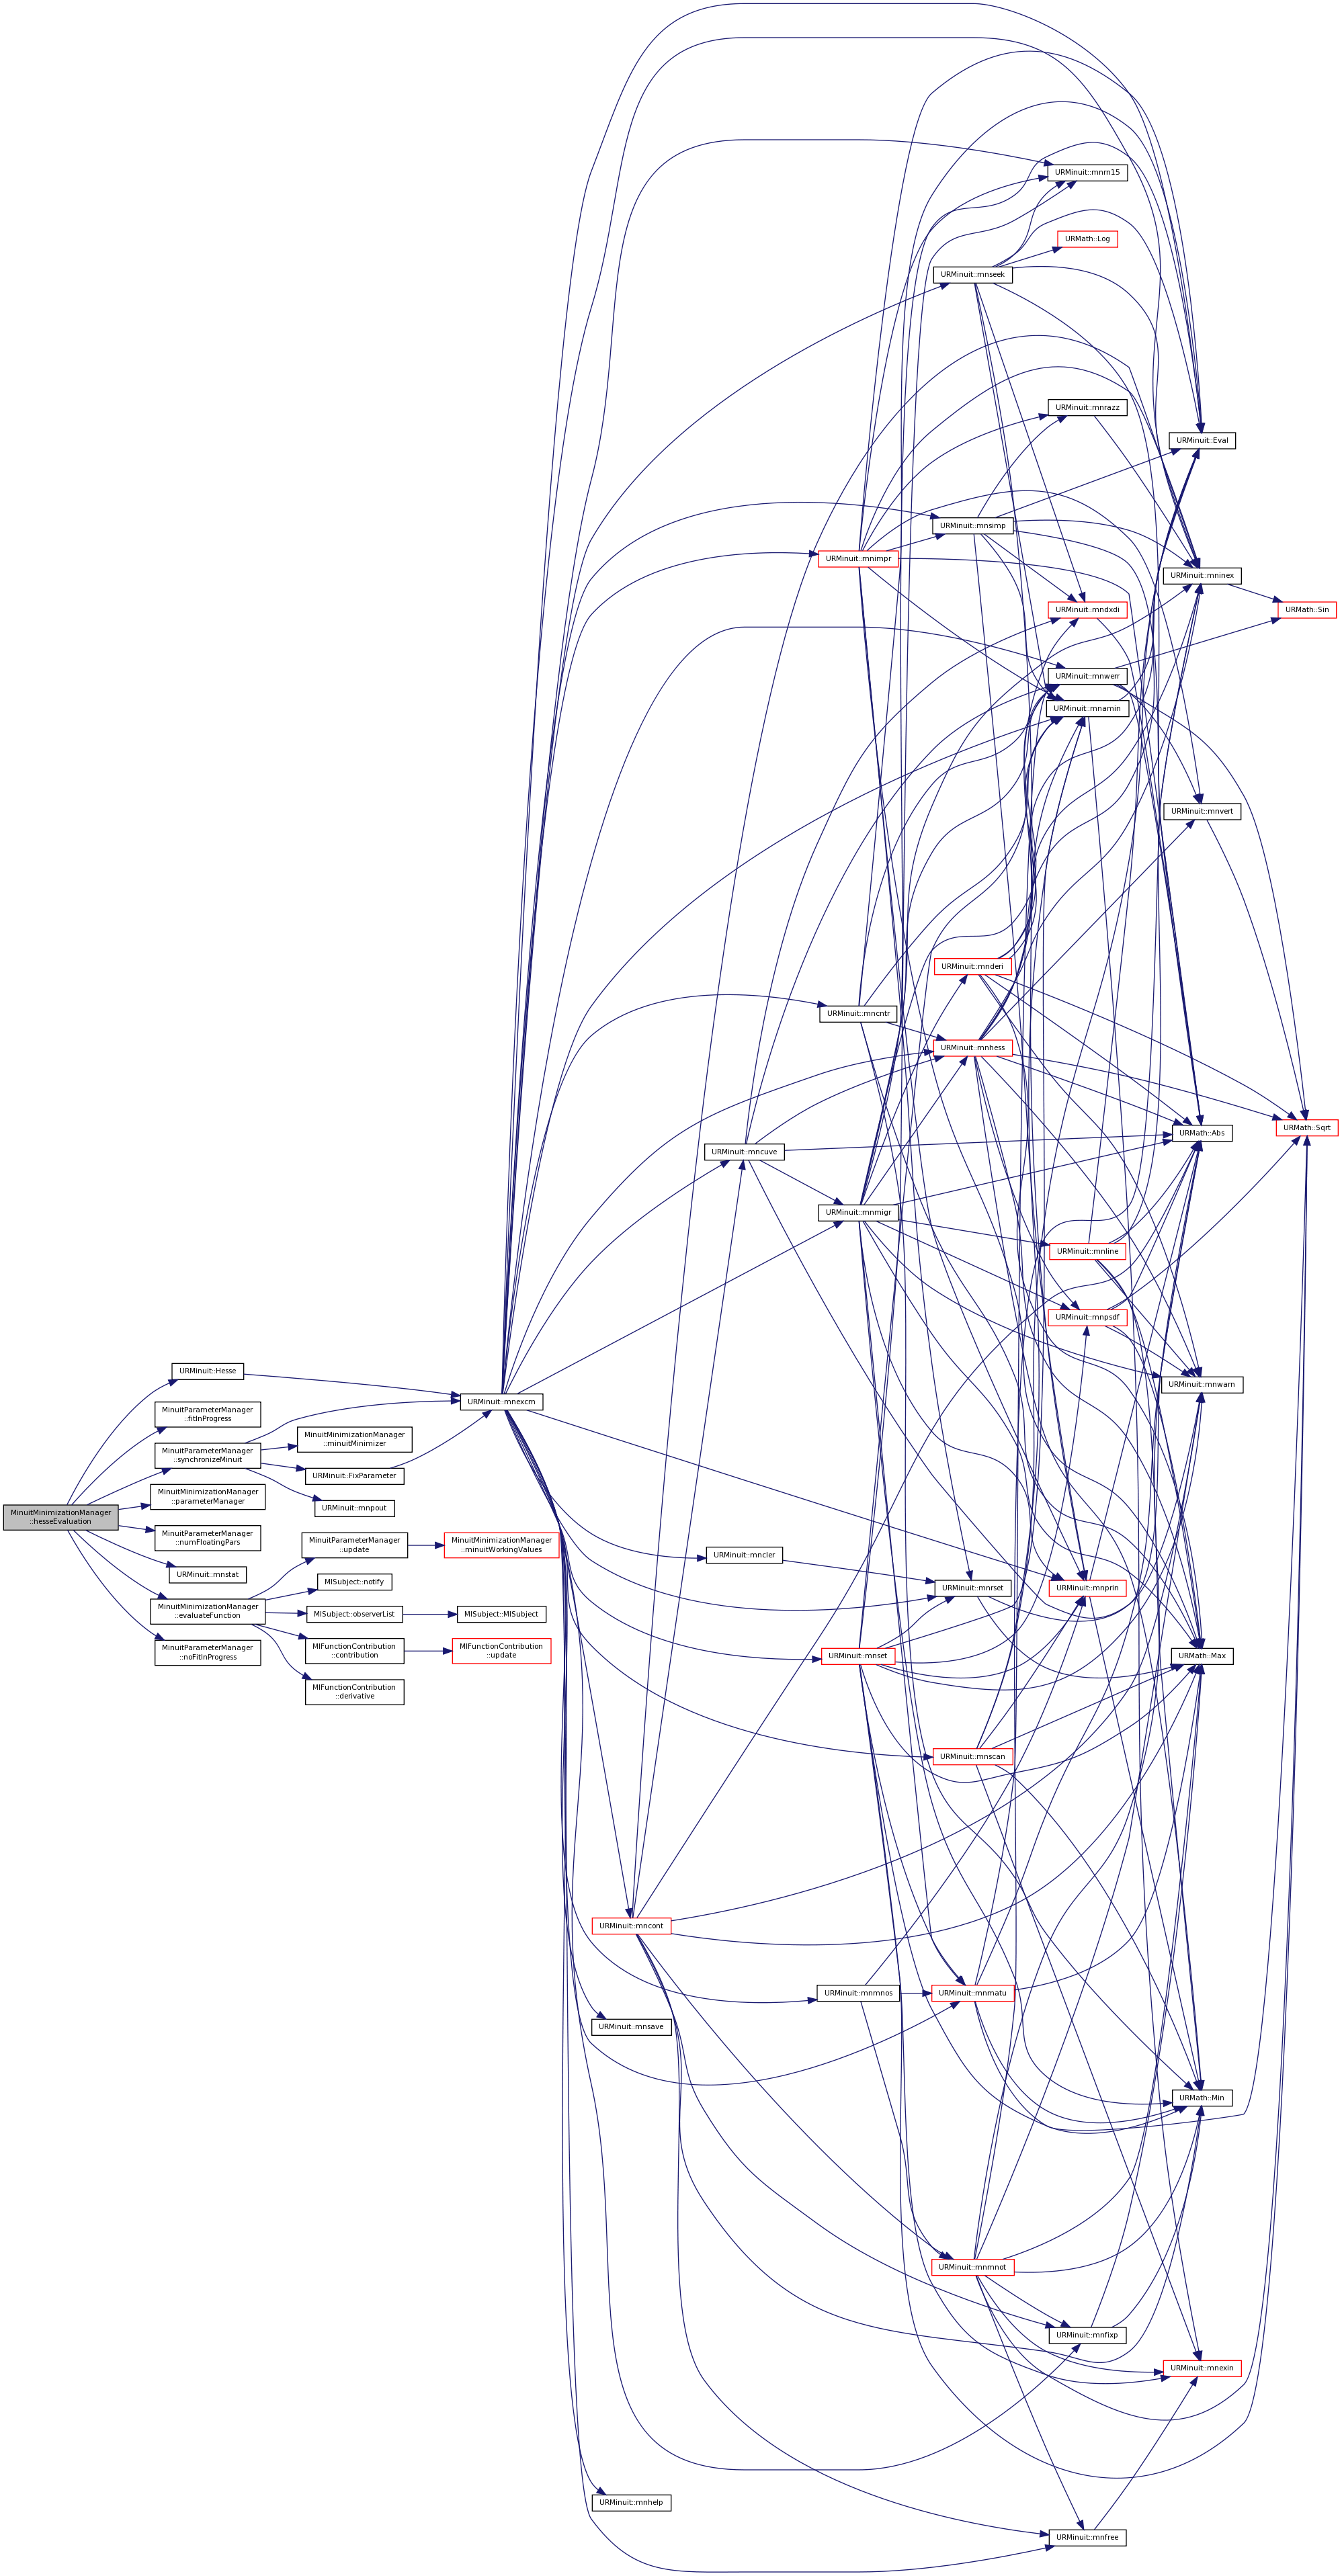 URMinuit::mnrn15
URMath::Log
URMinuit::mnseek
URMinuit::mnrazz
URMinuit::Eval
URMinuit::mnsimp
URMinuit::mnimpr
URMinuit::mninex
URMinuit::mndxdi
URMath::Sin
URMinuit::mnwerr
URMinuit::mnamin
URMinuit::mnvert
URMinuit::mnderi
URMinuit::mncntr
URMinuit::mnhess
URMath::Abs
URMath::Sqrt
URMinuit::mncuve
URMinuit::mnmigr
URMinuit::mnline
URMinuit::mnpsdf
URMinuit::Hesse
URMinuit::mnwarn
URMinuit::mnexcm
MinuitParameterManager
::fitInProgress
MinuitMinimizationManager
::minuitMinimizer
MinuitParameterManager
::synchronizeMinuit
URMinuit::FixParameter
MinuitMinimizationManager
::parameterManager
URMinuit::mnpout
MinuitMinimizationManager
::hesseEvaluation
MinuitParameterManager
::numFloatingPars
MinuitParameterManager
::update
MinuitMinimizationManager
::minuitWorkingValues
URMinuit::mncler
URMinuit::mnstat
MISubject::notify
URMinuit::mnrset
URMinuit::mnprin
MinuitMinimizationManager
::evaluateFunction
MISubject::observerList
MISubject::MISubject
MinuitParameterManager
::noFitInProgress
MIFunctionContribution
::contribution
MIFunctionContribution
::update
URMinuit::mnset
URMath::Max
MIFunctionContribution
::derivative
URMinuit::mnscan
URMinuit::mncont
URMinuit::mnmnos
URMinuit::mnmatu
URMinuit::mnsave
URMath::Min
URMinuit::mnmnot
URMinuit::mnfixp
URMinuit::mnexin
URMinuit::mnhelp
URMinuit::mnfree